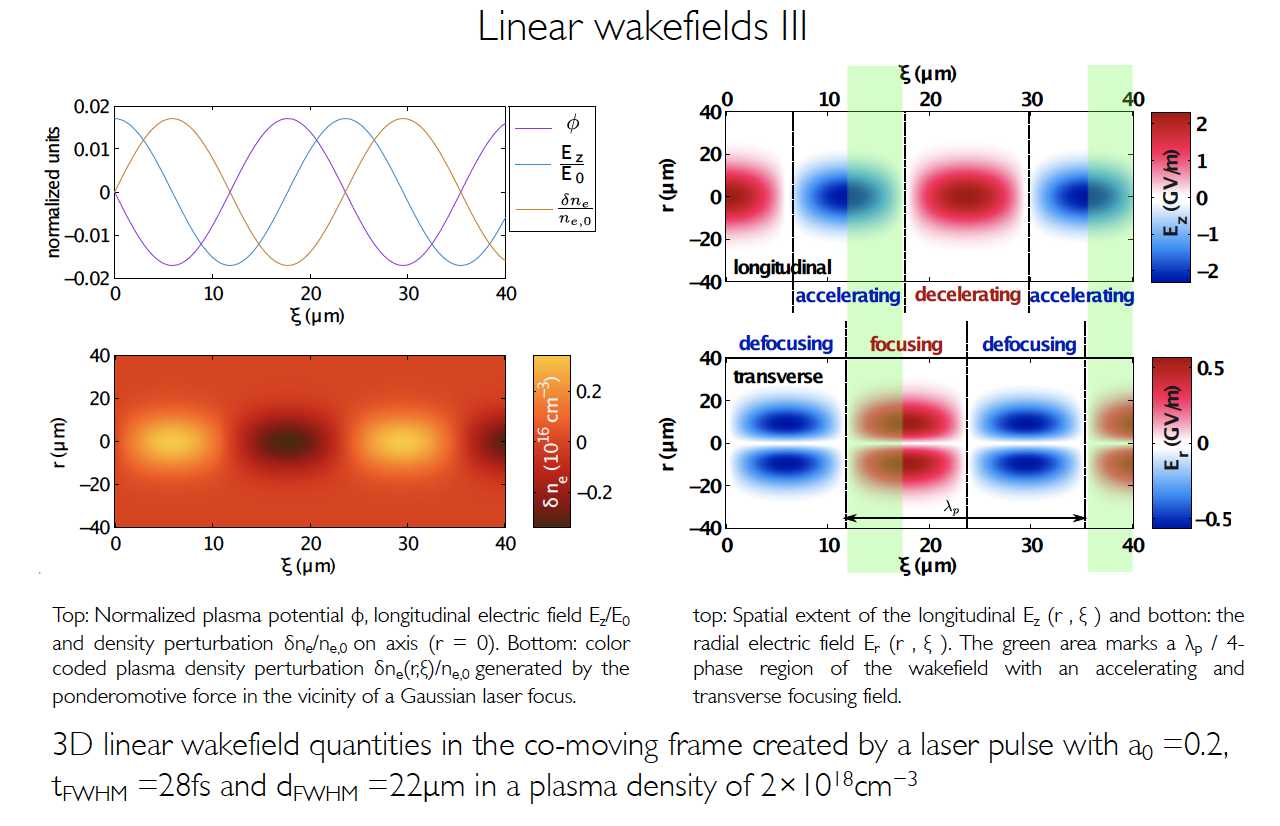 Linear wakefields III
0.02
0.01
0
−0.01
−0.02
normalized units
0 10 20 30 40
ξ (μm)
ϕ
E_z/E_0
δn_e/n_{e,0}
40
20
0
−20
−40
r (μm)
0 10 20 30 40
ξ (μm)
0.2
0
−0.2
δ n_e (10^16 cm^−3)
ξ (μm)
0 10 20 30 40
40
20
0
−20
−40
r (μm)
longitudinal
accelerating decelerating accelerating
2
1
0
−1
−2
E_z (GV/m)
defocusing focusing defocusing
40
20
0
−20
−40
r (μm)
transverse
λ_p
0 10 20 30 40
ξ (μm)
0.5
0
−0.5
E_r (GV/m)
Top: Normalized plasma potential ϕ, longitudinal electric field E_z/E_0
and density perturbation δn_e/n_{e,0} on axis (r = 0). Bottom: color
coded plasma density perturbation δn_e(r,ξ)/n_{e,0} generated by the
ponderomotive force in the vicinity of a Gaussian laser focus.
top: Spatial extent of the longitudinal E_z (r , ξ ) and botton: the
radial electric field E_r (r , ξ ). The green area marks a λ_p / 4-
phase region of the wakefield with an accelerating and
transverse focusing field.
3D linear wakefield quantities in the co-moving frame created by a laser pulse with a_0 =0.2,
t_FWHM =28fs and d_FWHM =22μm in a plasma density of 2×10^18cm^−3